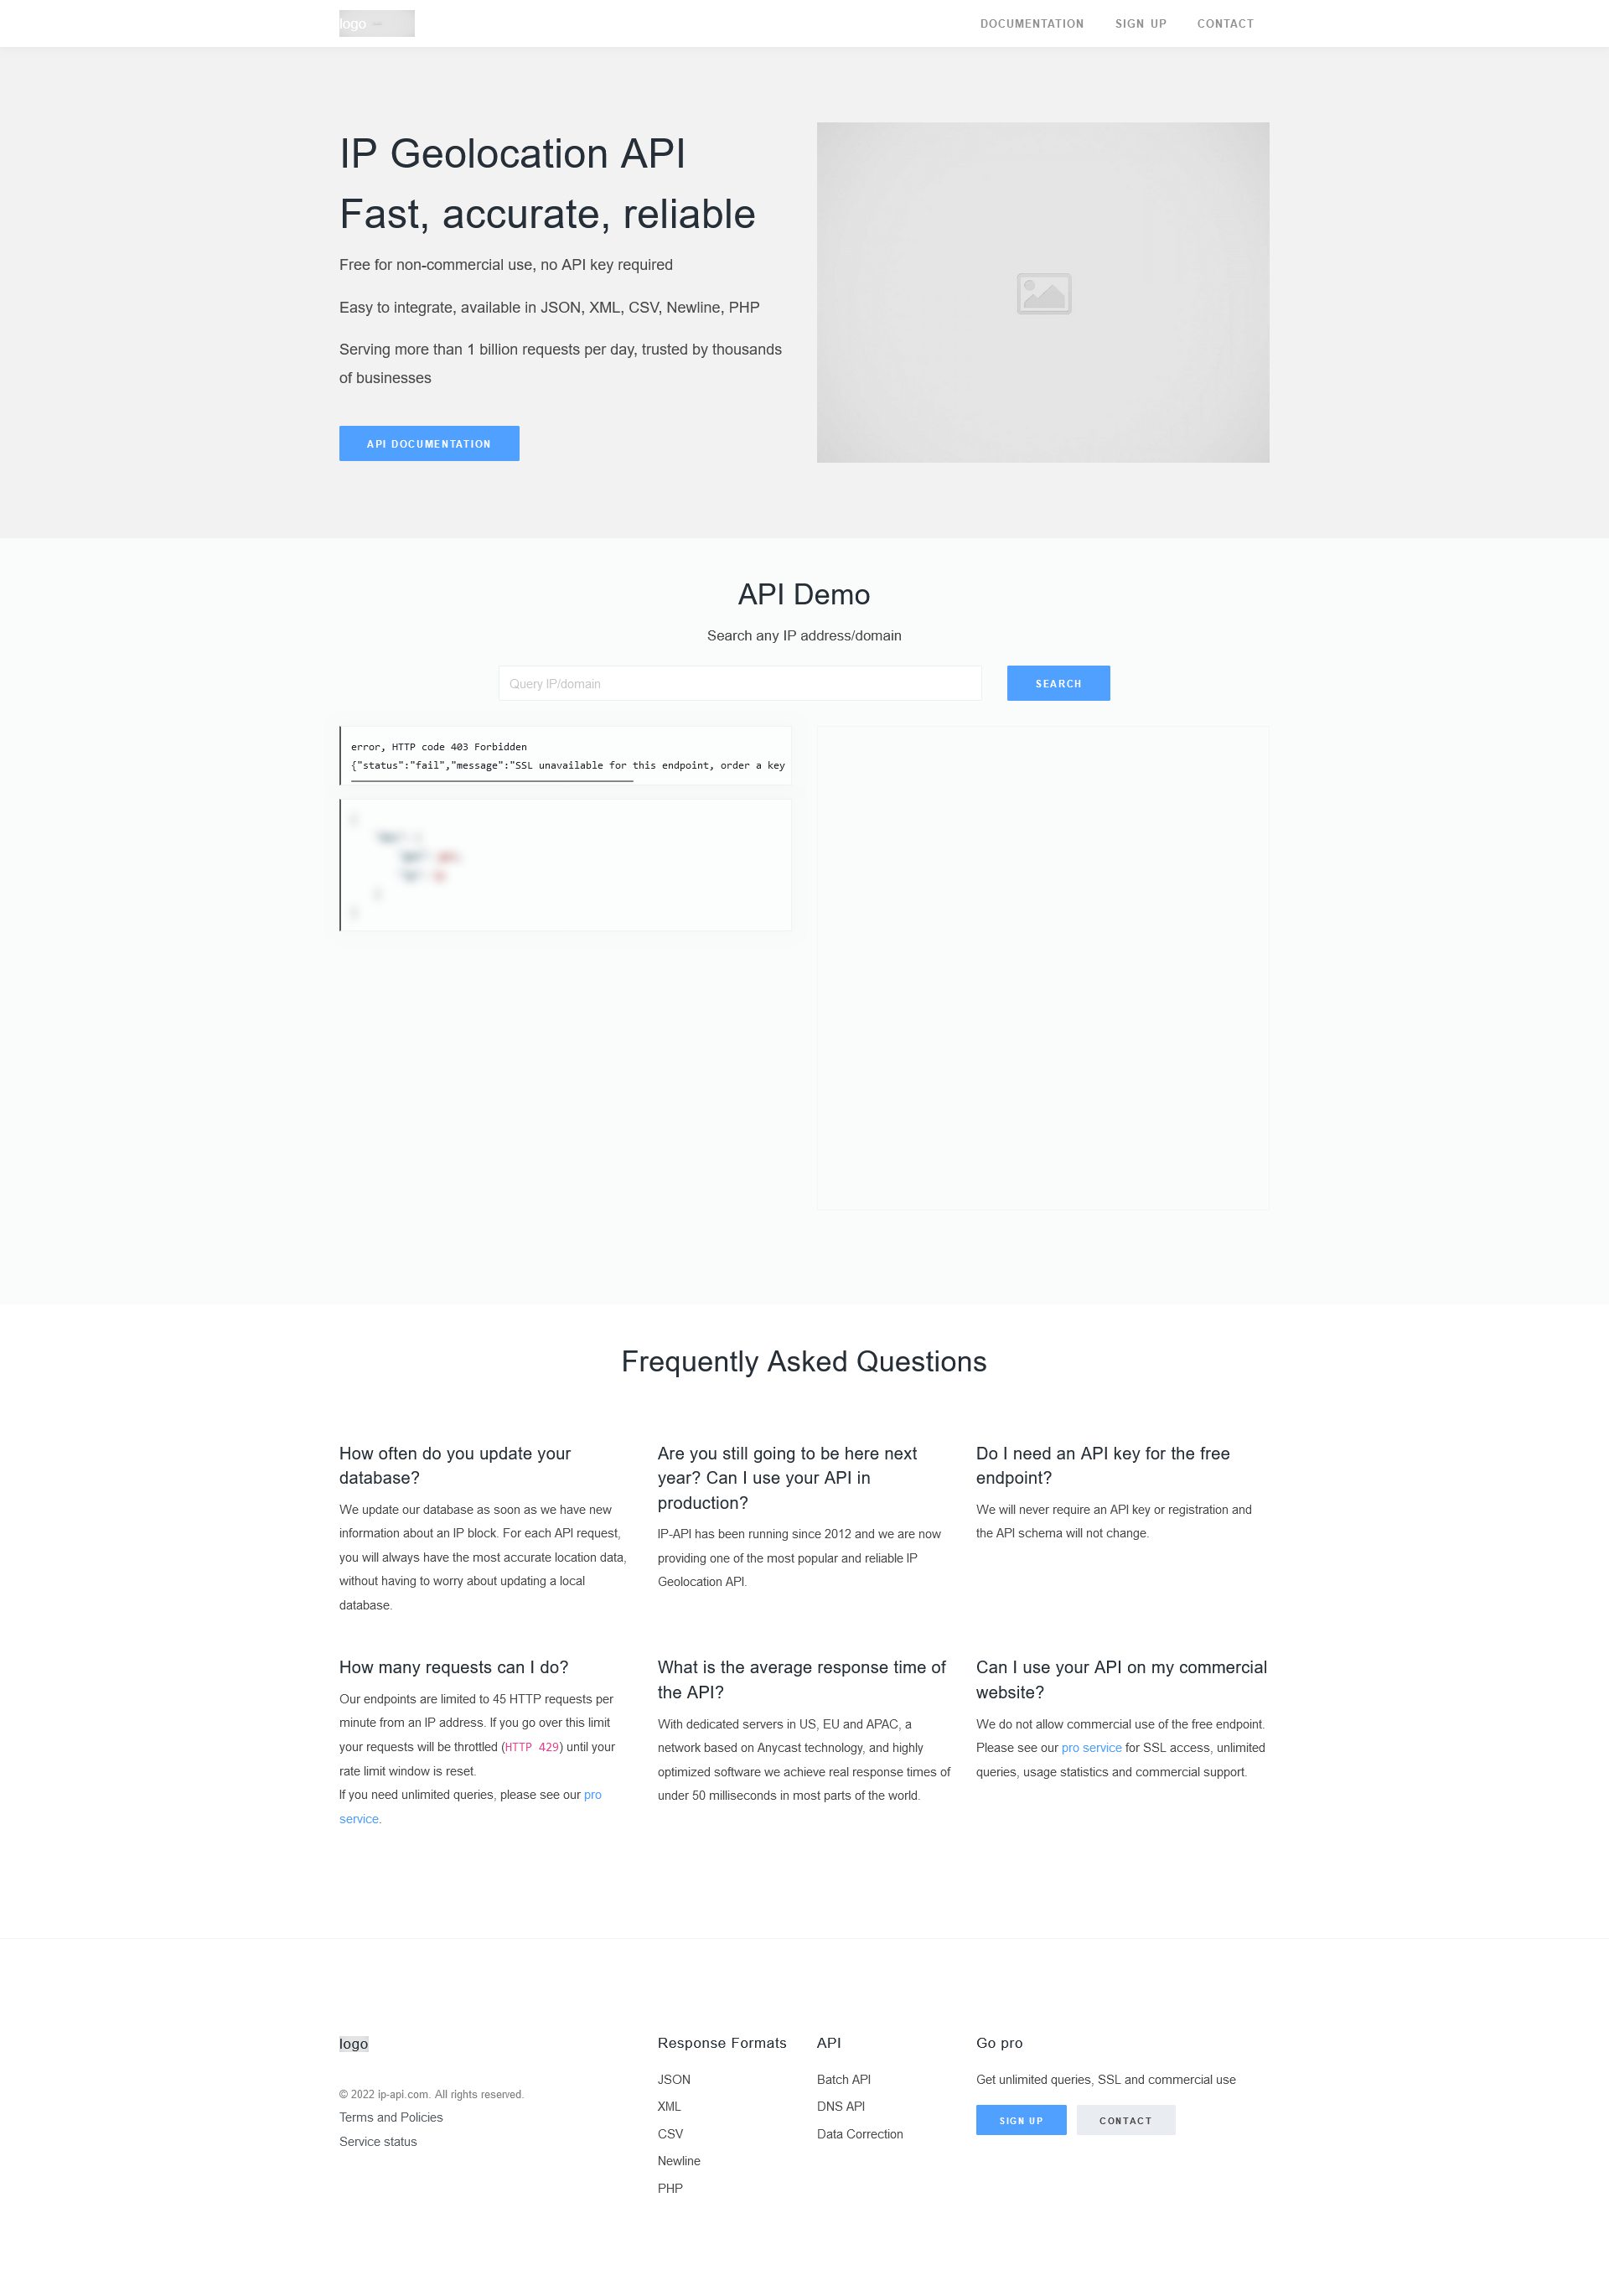 logo
DOCUMENTATION
SIGN UP
CONTACT
IP Geolocation API
Fast, accurate, reliable
Free for non-commercial use, no API key required
Easy to integrate, available in JSON, XML, CSV, Newline, PHP
Serving more than 1 billion requests per day, trusted by thousands
of businesses
API DOCUMENTATION
API Demo
Search any IP address/domain
Query IP/domain
SEARCH
error, HTTP code 403 Forbidden
{"status":"fail","message":"SSL unavailable for this endpoint, order a key
Frequently Asked Questions
How often do you update your
database?
We update our database as soon as we have new
information about an IP block. For each API request,
you will always have the most accurate location data,
without having to worry about updating a local
database.
Are you still going to be here next
year? Can I use your API in
production?
IP-API has been running since 2012 and we are now
providing one of the most popular and reliable IP
Geolocation API.
Do I need an API key for the free
endpoint?
We will never require an API key or registration and
the API schema will not change.
How many requests can I do?
Our endpoints are limited to 45 HTTP requests per
minute from an IP address. If you go over this limit
your requests will be throttled (HTTP 429) until your
rate limit window is reset.
If you need unlimited queries, please see our pro
service.
What is the average response time of
the API?
With dedicated servers in US, EU and APAC, a
network based on Anycast technology, and highly
optimized software we achieve real response times of
under 50 milliseconds in most parts of the world.
Can I use your API on my commercial
website?
We do not allow commercial use of the free endpoint.
Please see our pro service for SSL access, unlimited
queries, usage statistics and commercial support.
logo
© 2022 ip-api.com. All rights reserved.
Terms and Policies
Service status
Response Formats
JSON
XML
CSV
Newline
PHP
API
Batch API
DNS API
Data Correction
Go pro
Get unlimited queries, SSL and commercial use
SIGN UP
CONTACT